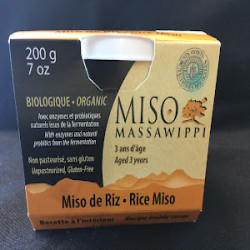 200 g
7 oz
BIOLOGIQUE • ORGANIC
Avec enzymes et probiotiques
naturels issus de la fermentation
With enzymes and natural
probiotics from the fermentation
Non pasteurisé, sans gluten
Unpasteurized, Gluten-Free
MISO
MASSAWIPPI
3 ans d'âge
Aged 3 years
Miso de Riz • Rice Miso
Recette à l'intérieur